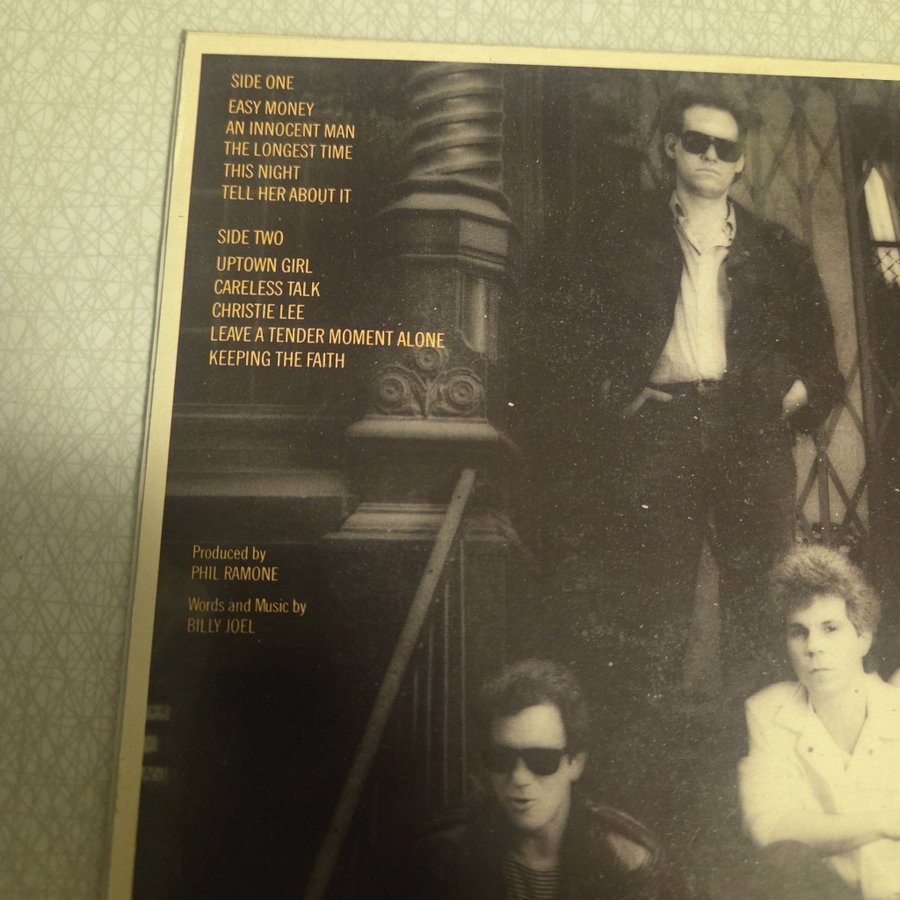 SIDE ONE
EASY MONEY
AN INNOCENT MAN
THE LONGEST TIME
THIS NIGHT
TELL HER ABOUT IT
SIDE TWO
UPTOWN GIRL
CARELESS TALK
CHRISTIE LEE
LEAVE A TENDER MOMENT ALONE
KEEPING THE FAITH
Produced by
PHIL RAMONE
Words and Music by
BILLY JOEL